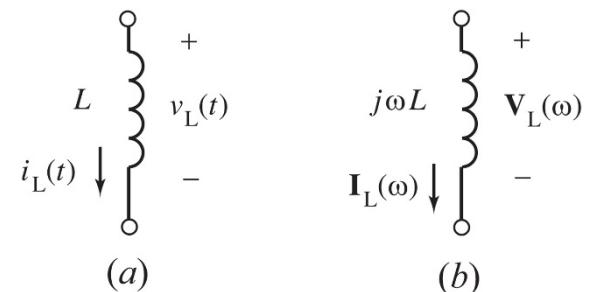 + +
L v_L(t) jωL V_L(ω)
i_L(t) − I_L(ω) −
(a) (b)